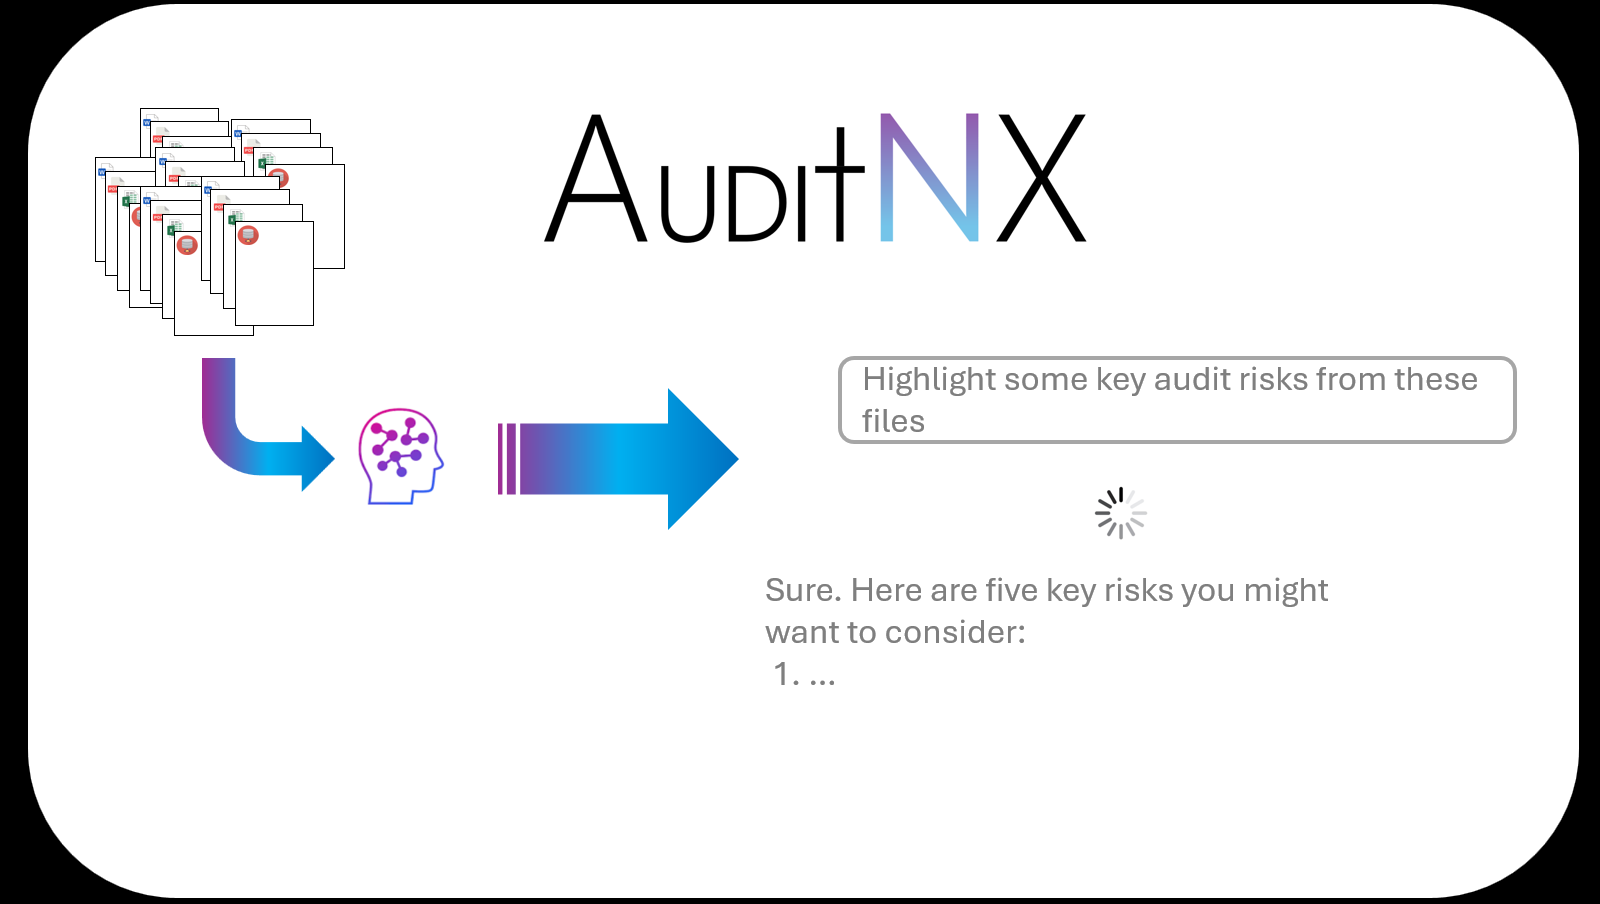 AuditNX
Highlight some key audit risks from these
files
Sure. Here are five key risks you might
want to consider:
1. ...